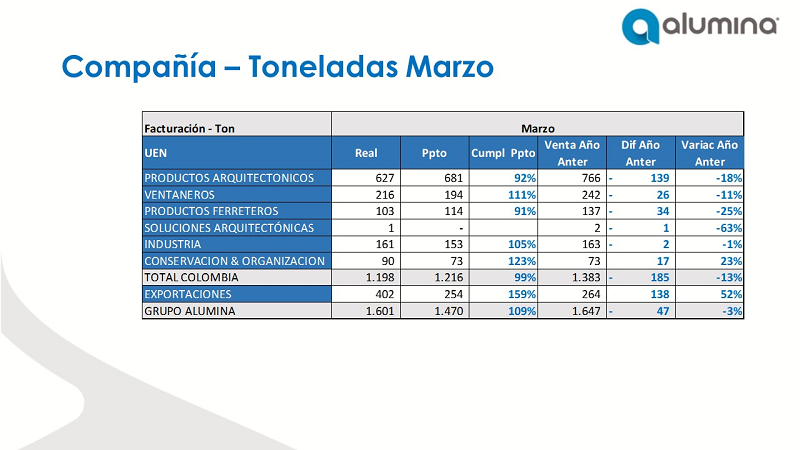 alumina
Compañía – Toneladas Marzo
Facturación - Ton Marzo
UEN Real Ppto Cumpl Ppto Venta Año Anter Dif Año Anter Variac Año Anter
PRODUCTOS ARQUITECTONICOS 627 681 92% 766 - 139 -18%
VENTANEROS 216 194 111% 242 - 26 -11%
PRODUCTOS FERRETEROS 103 114 91% 137 - 34 -25%
SOLUCIONES ARQUITECTÓNICAS 1 - 2 - 1 -63%
INDUSTRIA 161 153 105% 163 - 2 -1%
CONSERVACION & ORGANIZACION 90 73 123% 73 17 23%
TOTAL COLOMBIA 1.198 1.216 99% 1.383 - 185 -13%
EXPORTACIONES 402 254 159% 264 138 52%
GRUPO ALUMINA 1.601 1.470 109% 1.647 - 47 -3%